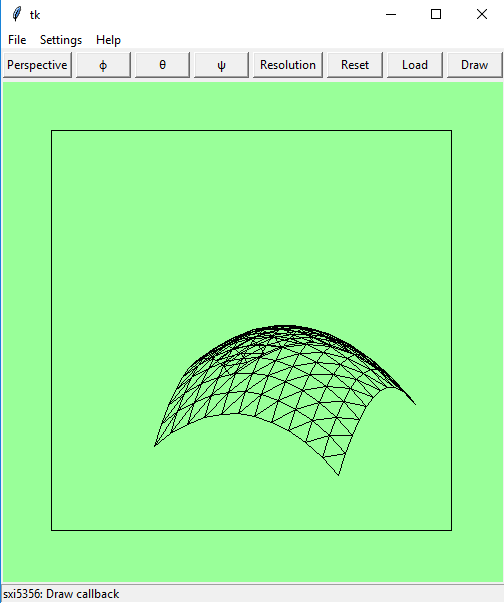 tk
File Settings Help
Perspective ϕ θ ψ Resolution Reset Load Draw
sxi5356: Draw callback